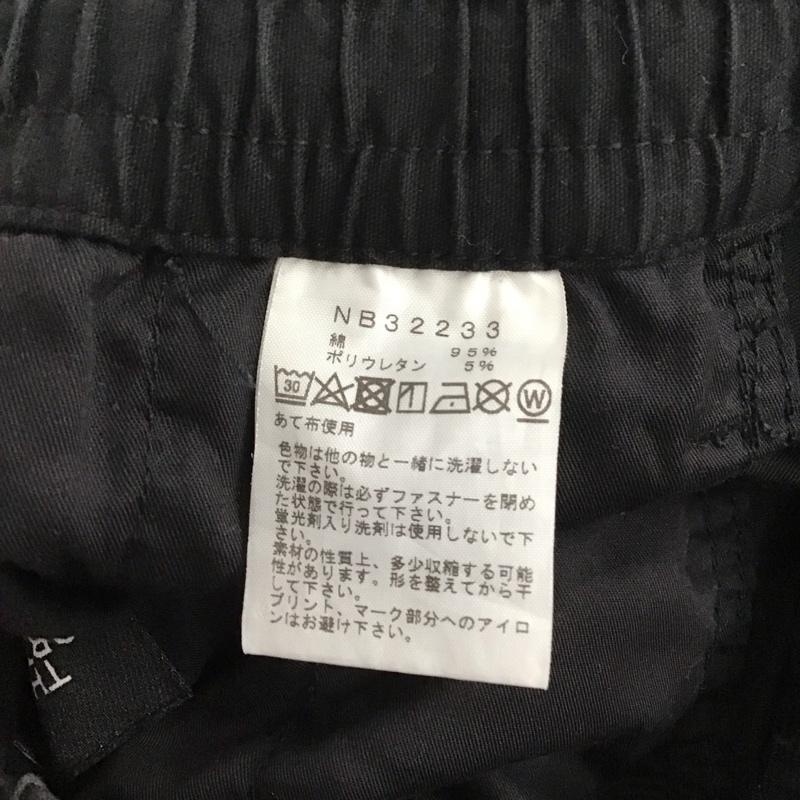 NB32233
綿 95%
ポリウレタン 5%
30 W
あて布使用
色物は他の物と一緒に洗濯しない
で下さい。
洗濯の際は必ずファスナーを閉め
た状態で行って下さい。
蛍光剤入り洗剤は使用しないで下
さい。
素材の性質上、多少収縮する可能
性があります。形を整えてから干
して下さい。
プリント、マーク部分へのアイロ
ンはお避け下さい。
TH